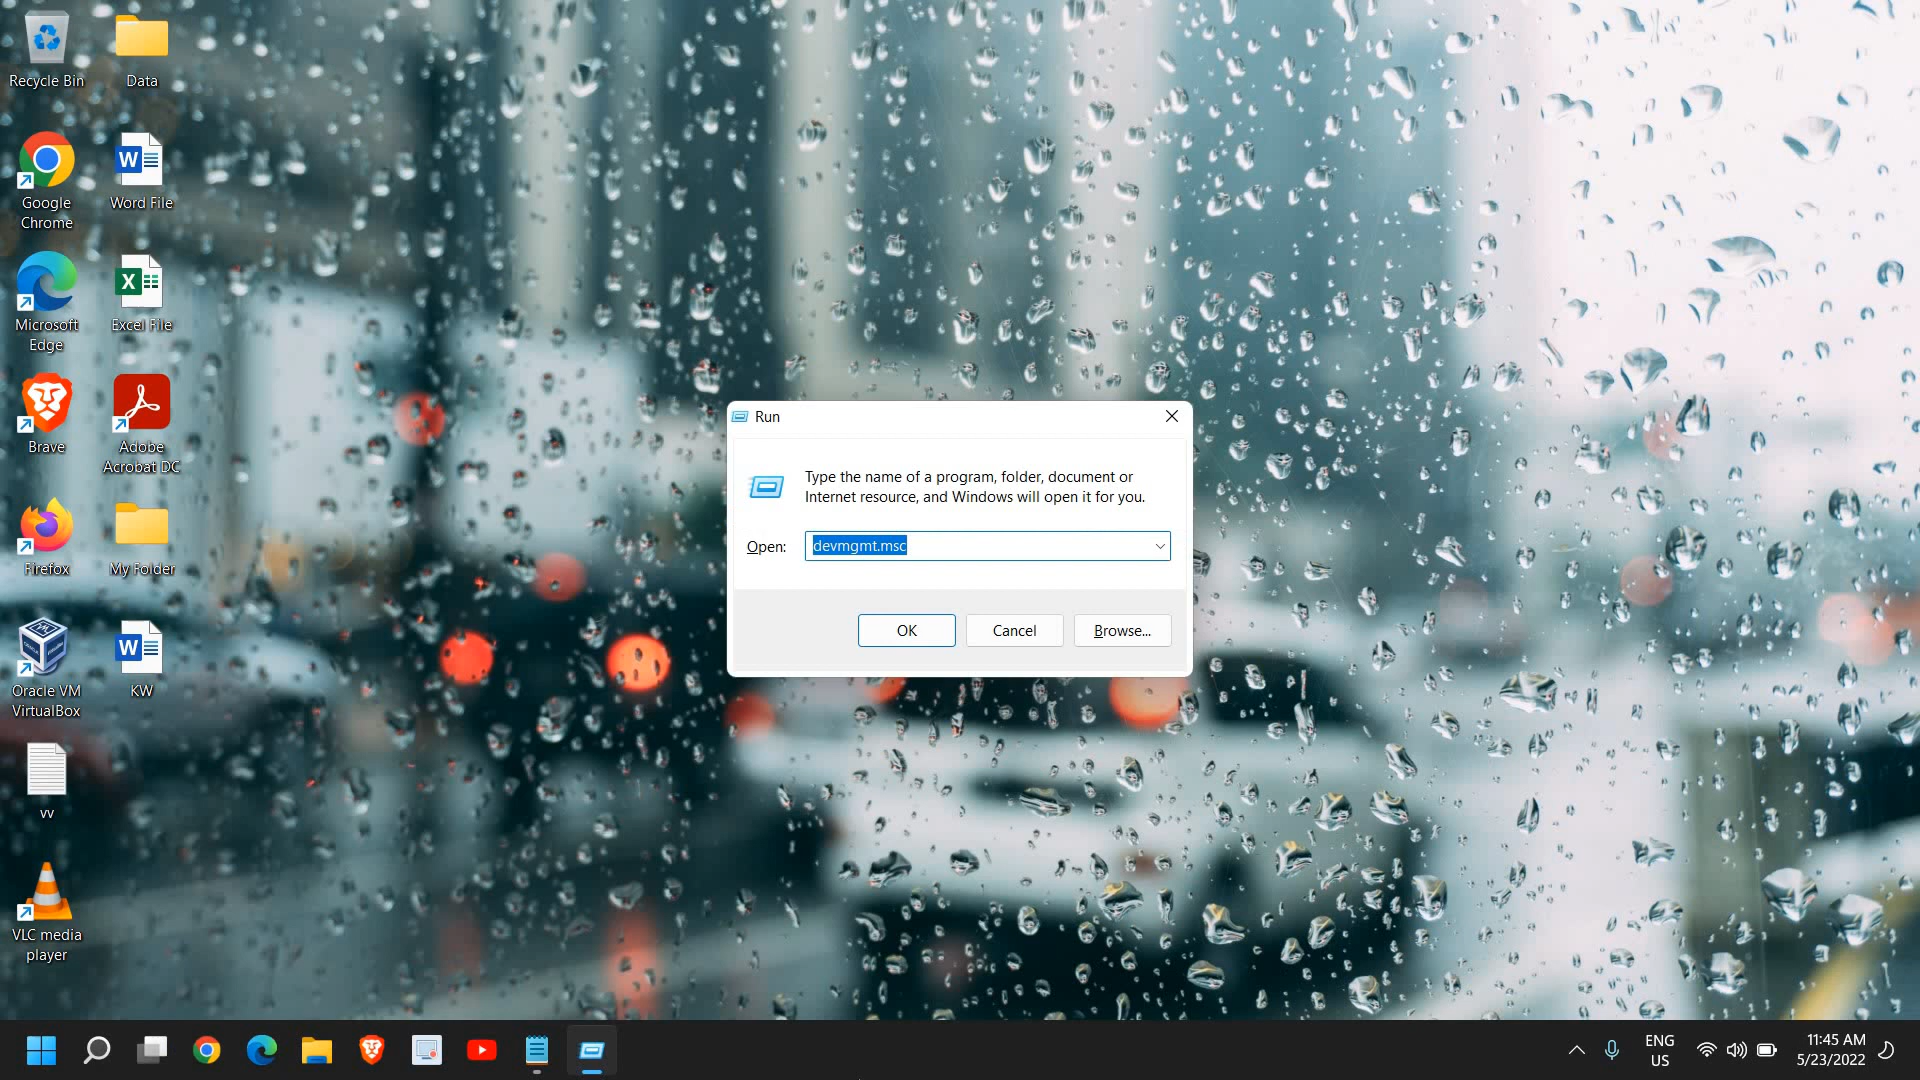 Recycle Bin
Data
Google
Chrome
Word File
Microsoft
Edge
Excel File
Brave
Adobe
Acrobat DC
Firefox
My Folder
Oracle VM
VirtualBox
KW
vv
VLC media
player
Run
Type the name of a program, folder, document or
Internet resource, and Windows will open it for you.
Open:
devmgmt.msc
OK
Cancel
Browse...
ENG
US
11:45 AM
5/23/2022